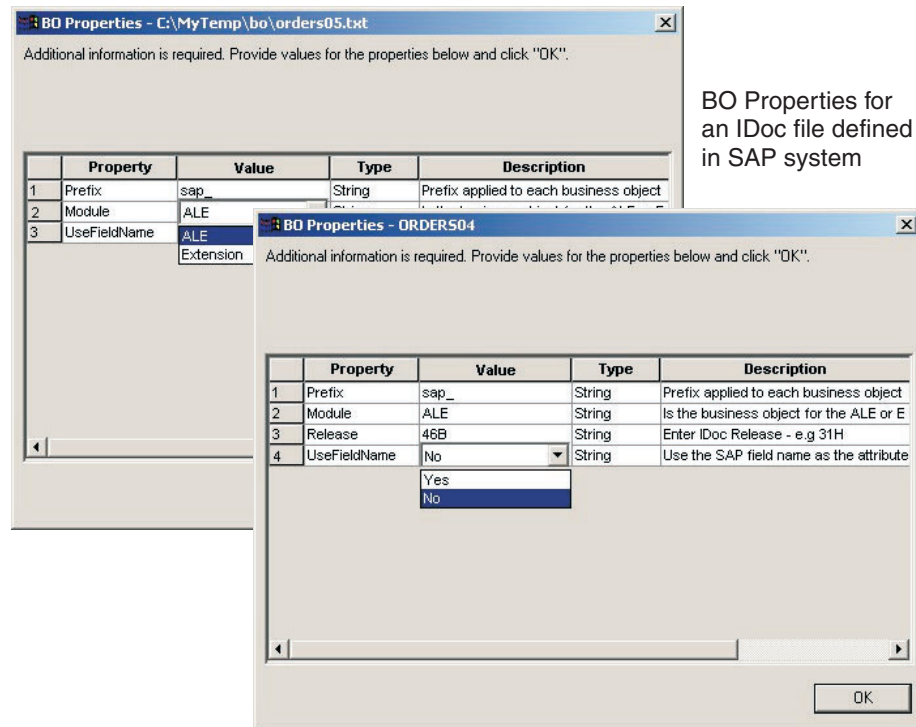 BO Properties - C:\MyTemp\bo\orders05.txt
Additional information is required. Provide values for the properties below and click "OK".
BO Properties for
an IDoc file defined
in SAP system
Property Value Type Description
1 Prefix sap_ String Prefix applied to each business object
2 Module ALE
3 UseFieldName ALE
Extension
BO Properties - ORDERS04
Additional information is required. Provide values for the properties below and click "OK".
Property Value Type Description
1 Prefix sap_ String Prefix applied to each business object
2 Module ALE String Is the business object for the ALE or E
3 Release 46B String Enter IDoc Release - e.g 31H
4 UseFieldName No String Use the SAP field name as the attribute
Yes
No
OK